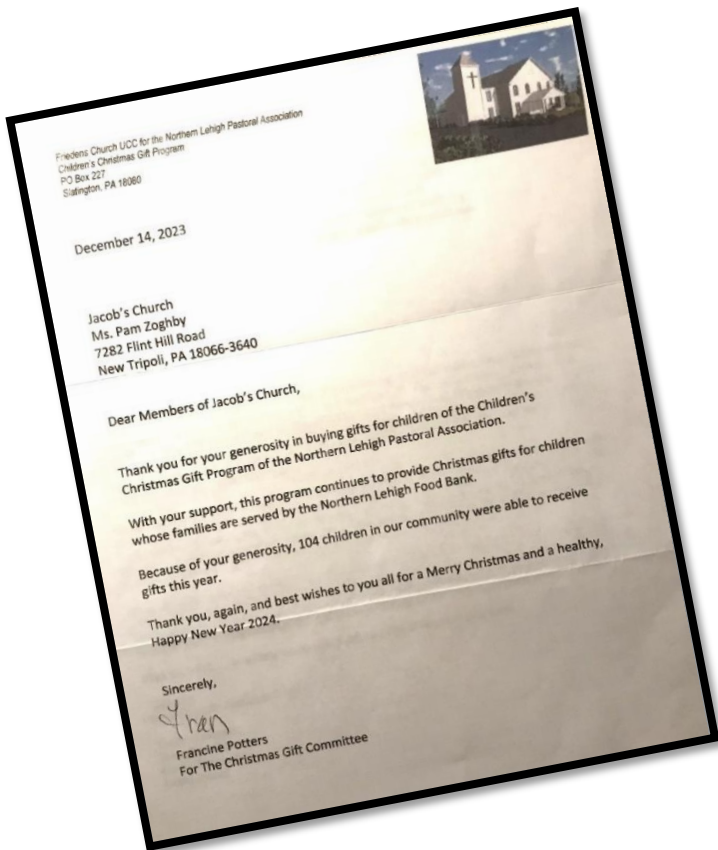 Friedens Church UCC for the Northern Lehigh Pastoral Association
Children's Christmas Gift Program
PO Box 227
Slatington, PA 18080
December 14, 2023
Jacob's Church
Ms. Pam Zoghby
7282 Flint Hill Road
New Tripoli, PA 18066-3640
Dear Members of Jacob's Church,
Thank you for your generosity in buying gifts for children of the Children's
Christmas Gift Program of the Northern Lehigh Pastoral Association.
With your support, this program continues to provide Christmas gifts for children
whose families are served by the Northern Lehigh Food Bank.
Because of your generosity, 104 children in our community were able to receive
gifts this year.
Thank you, again, and best wishes to you all for a Merry Christmas and a healthy,
Happy New Year 2024.
Sincerely,
Fran
Francine Potters
For The Christmas Gift Committee